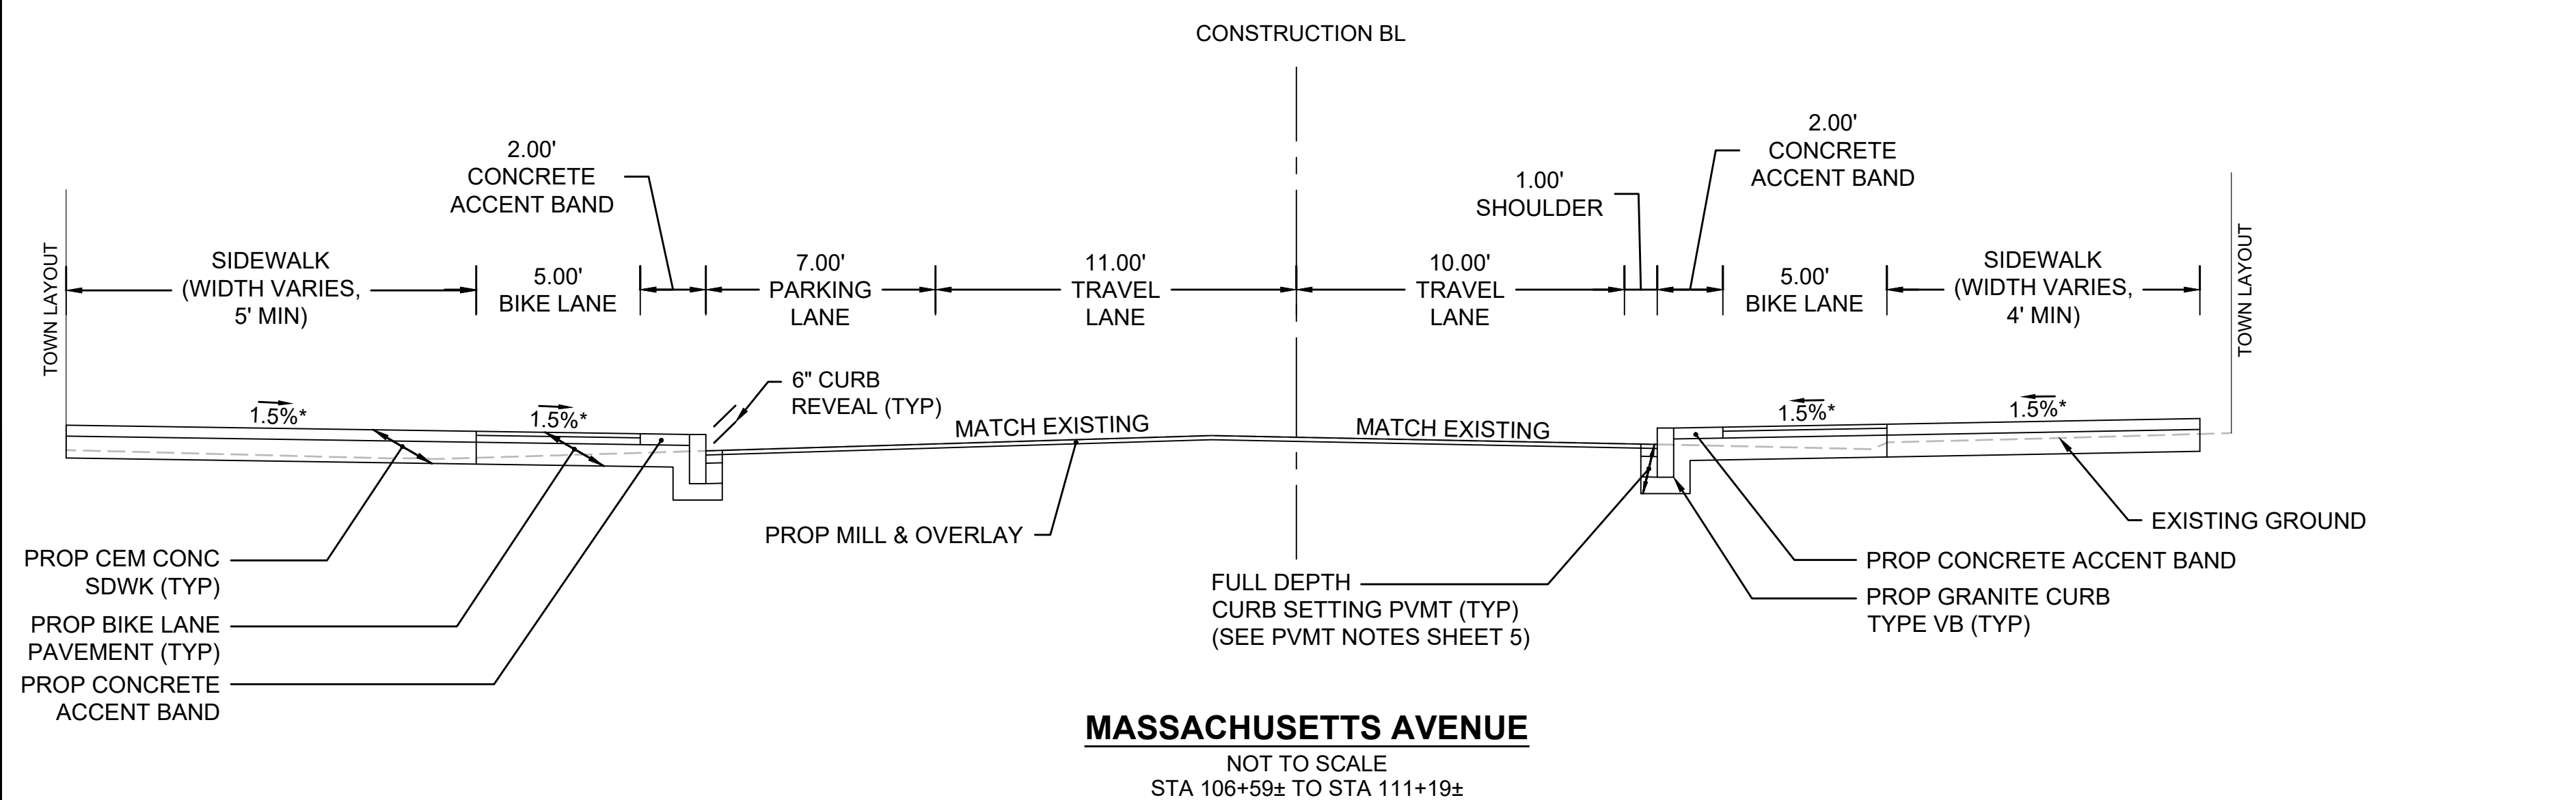 CONSTRUCTION BL
2.00'
CONCRETE
ACCENT BAND
1.00'
SHOULDER
2.00'
CONCRETE
ACCENT BAND
TOWN LAYOUT
SIDEWALK
(WIDTH VARIES,
5' MIN)
5.00'
BIKE LANE
7.00'
PARKING
LANE
11.00'
TRAVEL
LANE
10.00'
TRAVEL
LANE
5.00'
BIKE LANE
SIDEWALK
(WIDTH VARIES,
4' MIN)
TOWN LAYOUT
1.5%*
1.5%*
6" CURB
REVEAL (TYP)
MATCH EXISTING
MATCH EXISTING
1.5%*
1.5%*
PROP CEM CONC
SDWK (TYP)
PROP BIKE LANE
PAVEMENT (TYP)
PROP CONCRETE
ACCENT BAND
PROP MILL & OVERLAY
FULL DEPTH
CURB SETTING PVMT (TYP)
(SEE PVMT NOTES SHEET 5)
EXISTING GROUND
PROP CONCRETE ACCENT BAND
PROP GRANITE CURB
TYPE VB (TYP)
MASSACHUSETTS AVENUE
NOT TO SCALE
STA 106+59± TO STA 111+19±